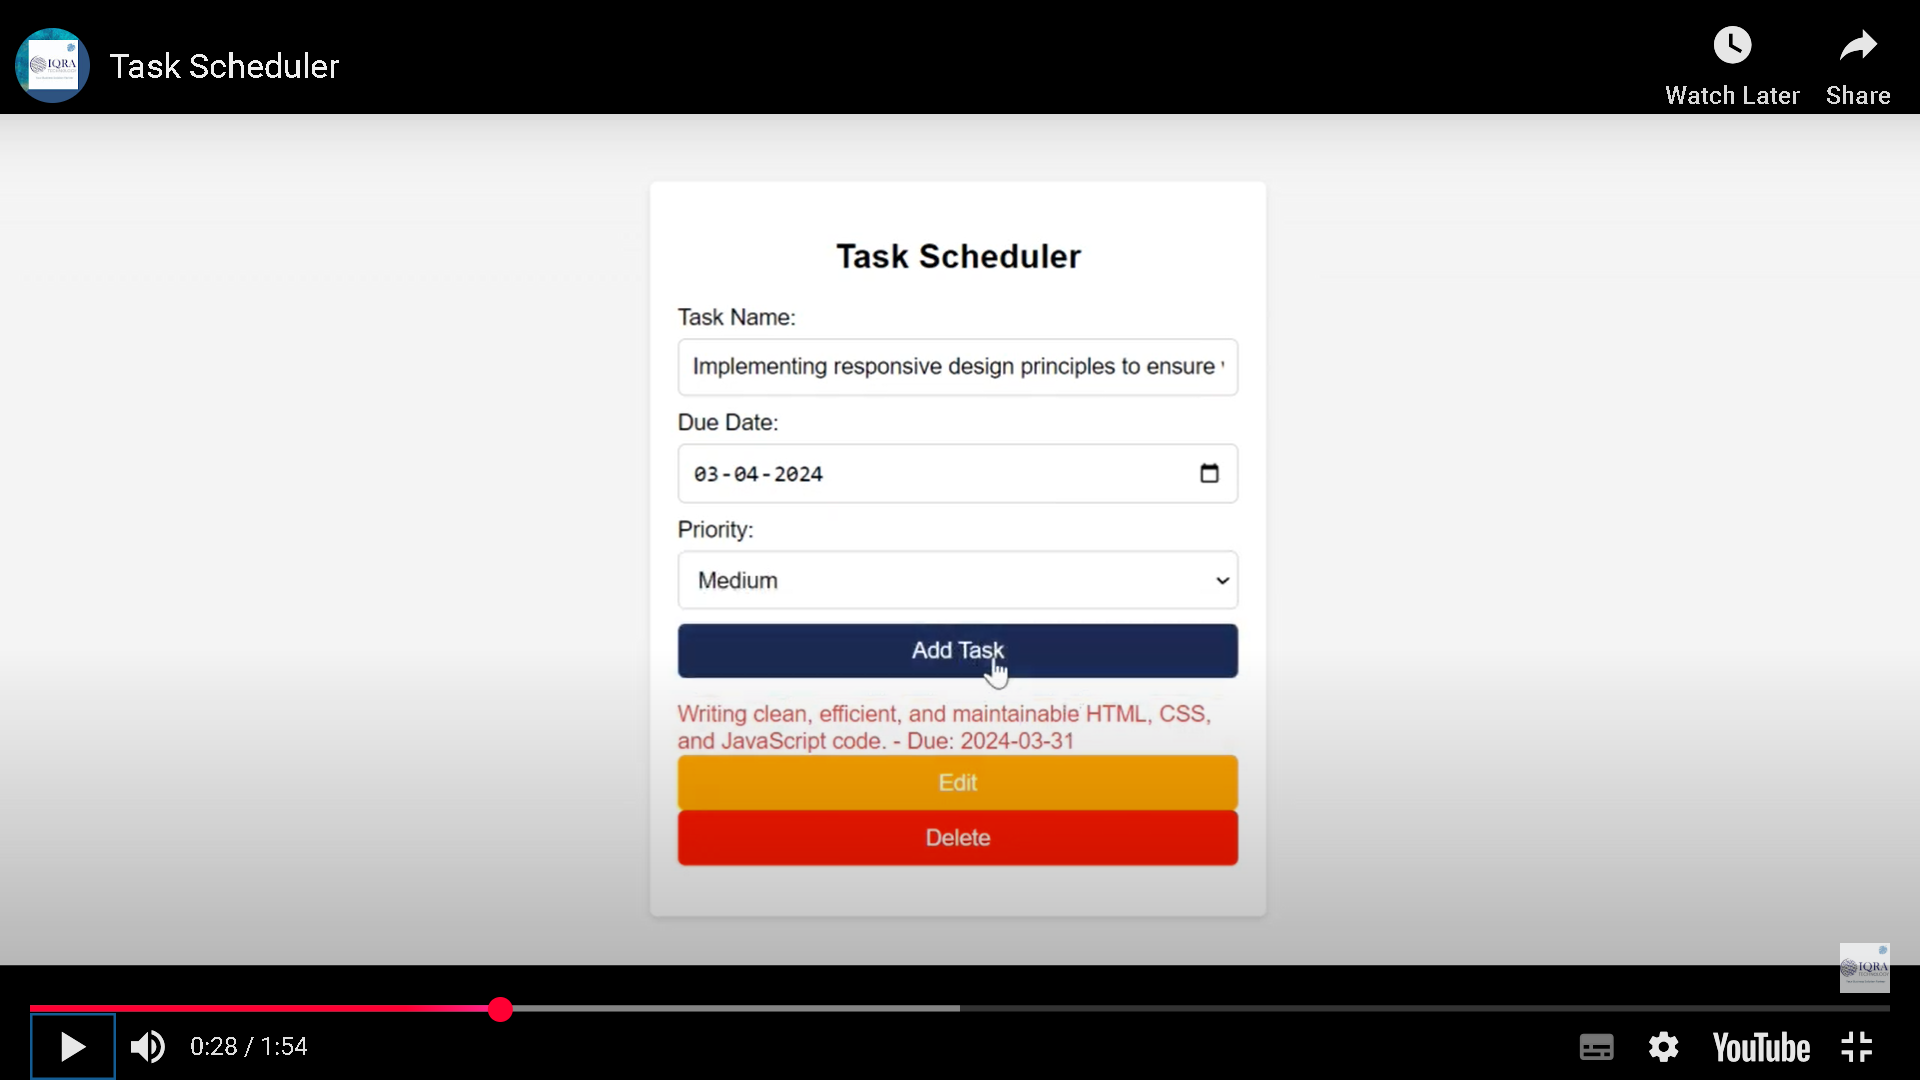 IQRA
Task Scheduler
Watch Later
Share
Task Scheduler
Task Name:
Implementing responsive design principles to ensure
Due Date:
03-04-2024
Priority:
Medium
Add Task
Writing clean, efficient, and maintainable HTML, CSS,
and JavaScript code. - Due: 2024-03-31
Edit
Delete
IQRA
0:28 / 1:54
YouTube